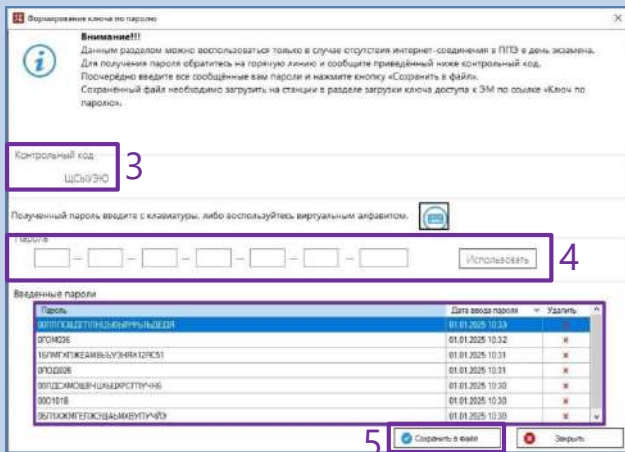 Формирование ключа по паролю
Внимание!!!
Данным разделом можно воспользоваться только в случае отсутствия интернет-соединения в ППЭ в день экзамена.
Для получения пароля обратитесь на горячую линию и сообщите приведённый ниже контрольный код.
Поочерёдно введите все сообщённые вам пароли и нажмите кнопку «Сохранить в файл».
Сохранённый файл необходимо загрузить на станции в разделе загрузки ключа доступа к ЭМ по ссылке «Ключ по
паролю».
Контрольный код
3
Полученный пароль введите с клавиатуры, либо воспользуйтесь виртуальным алфавитом.
Пароль
Использовать
4
Введенные пароли
Пароль Дата ввода пароля Удалить
01.01.2025 10:33
01.01.2025 10:32
01.01.2025 10:31
01.01.2025 10:31
01.01.2025 10:30
01.01.2025 10:30
01.01.2025 10:30
5
Сохранить в файл Закрыть